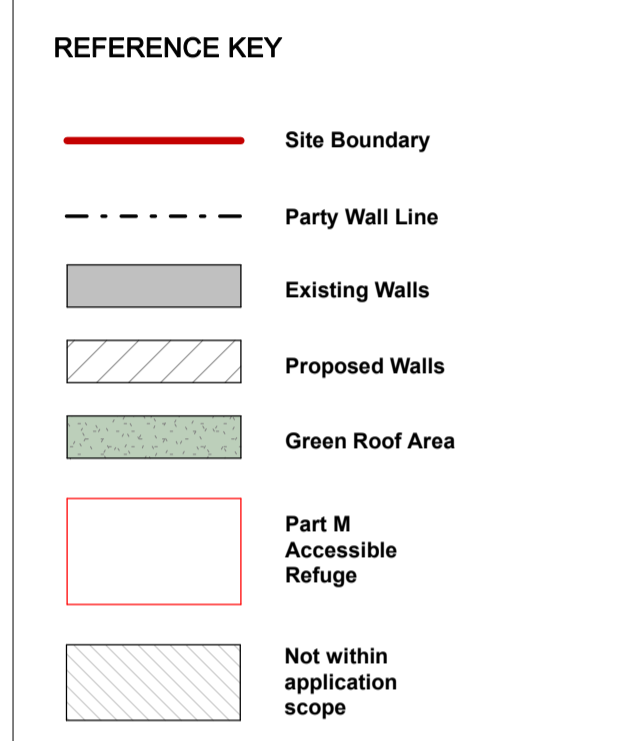 REFERENCE KEY
Site Boundary
Party Wall Line
Existing Walls
Proposed Walls
Green Roof Area
Part M
Accessible
Refuge
Not within
application
scope